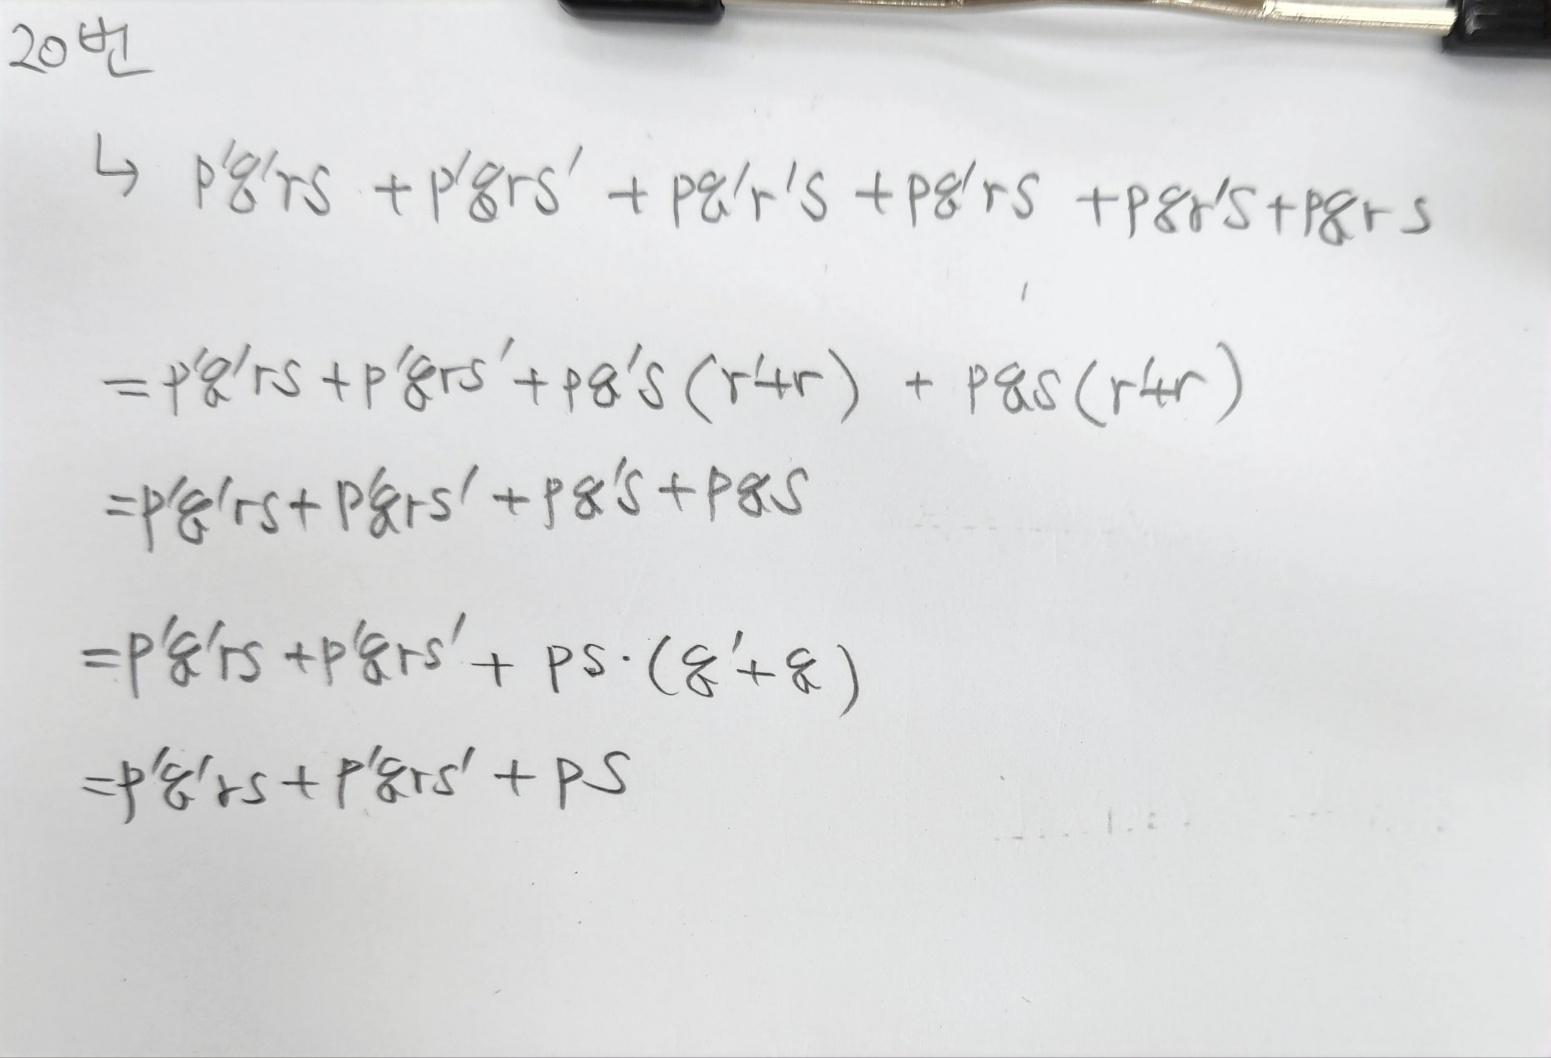 20번
↳ p'q'rs + p'qrs' + pq'r's + pq'rs + pqr's + pqrs
= p'q'rs + p'qrs' + pq's (r'+r) + pqs (r'+r)
= p'q'rs + p'qrs' + pq's + pqs
= p'q'rs + p'qrs' + ps · (q'+q)
= p'q'rs + p'qrs' + ps